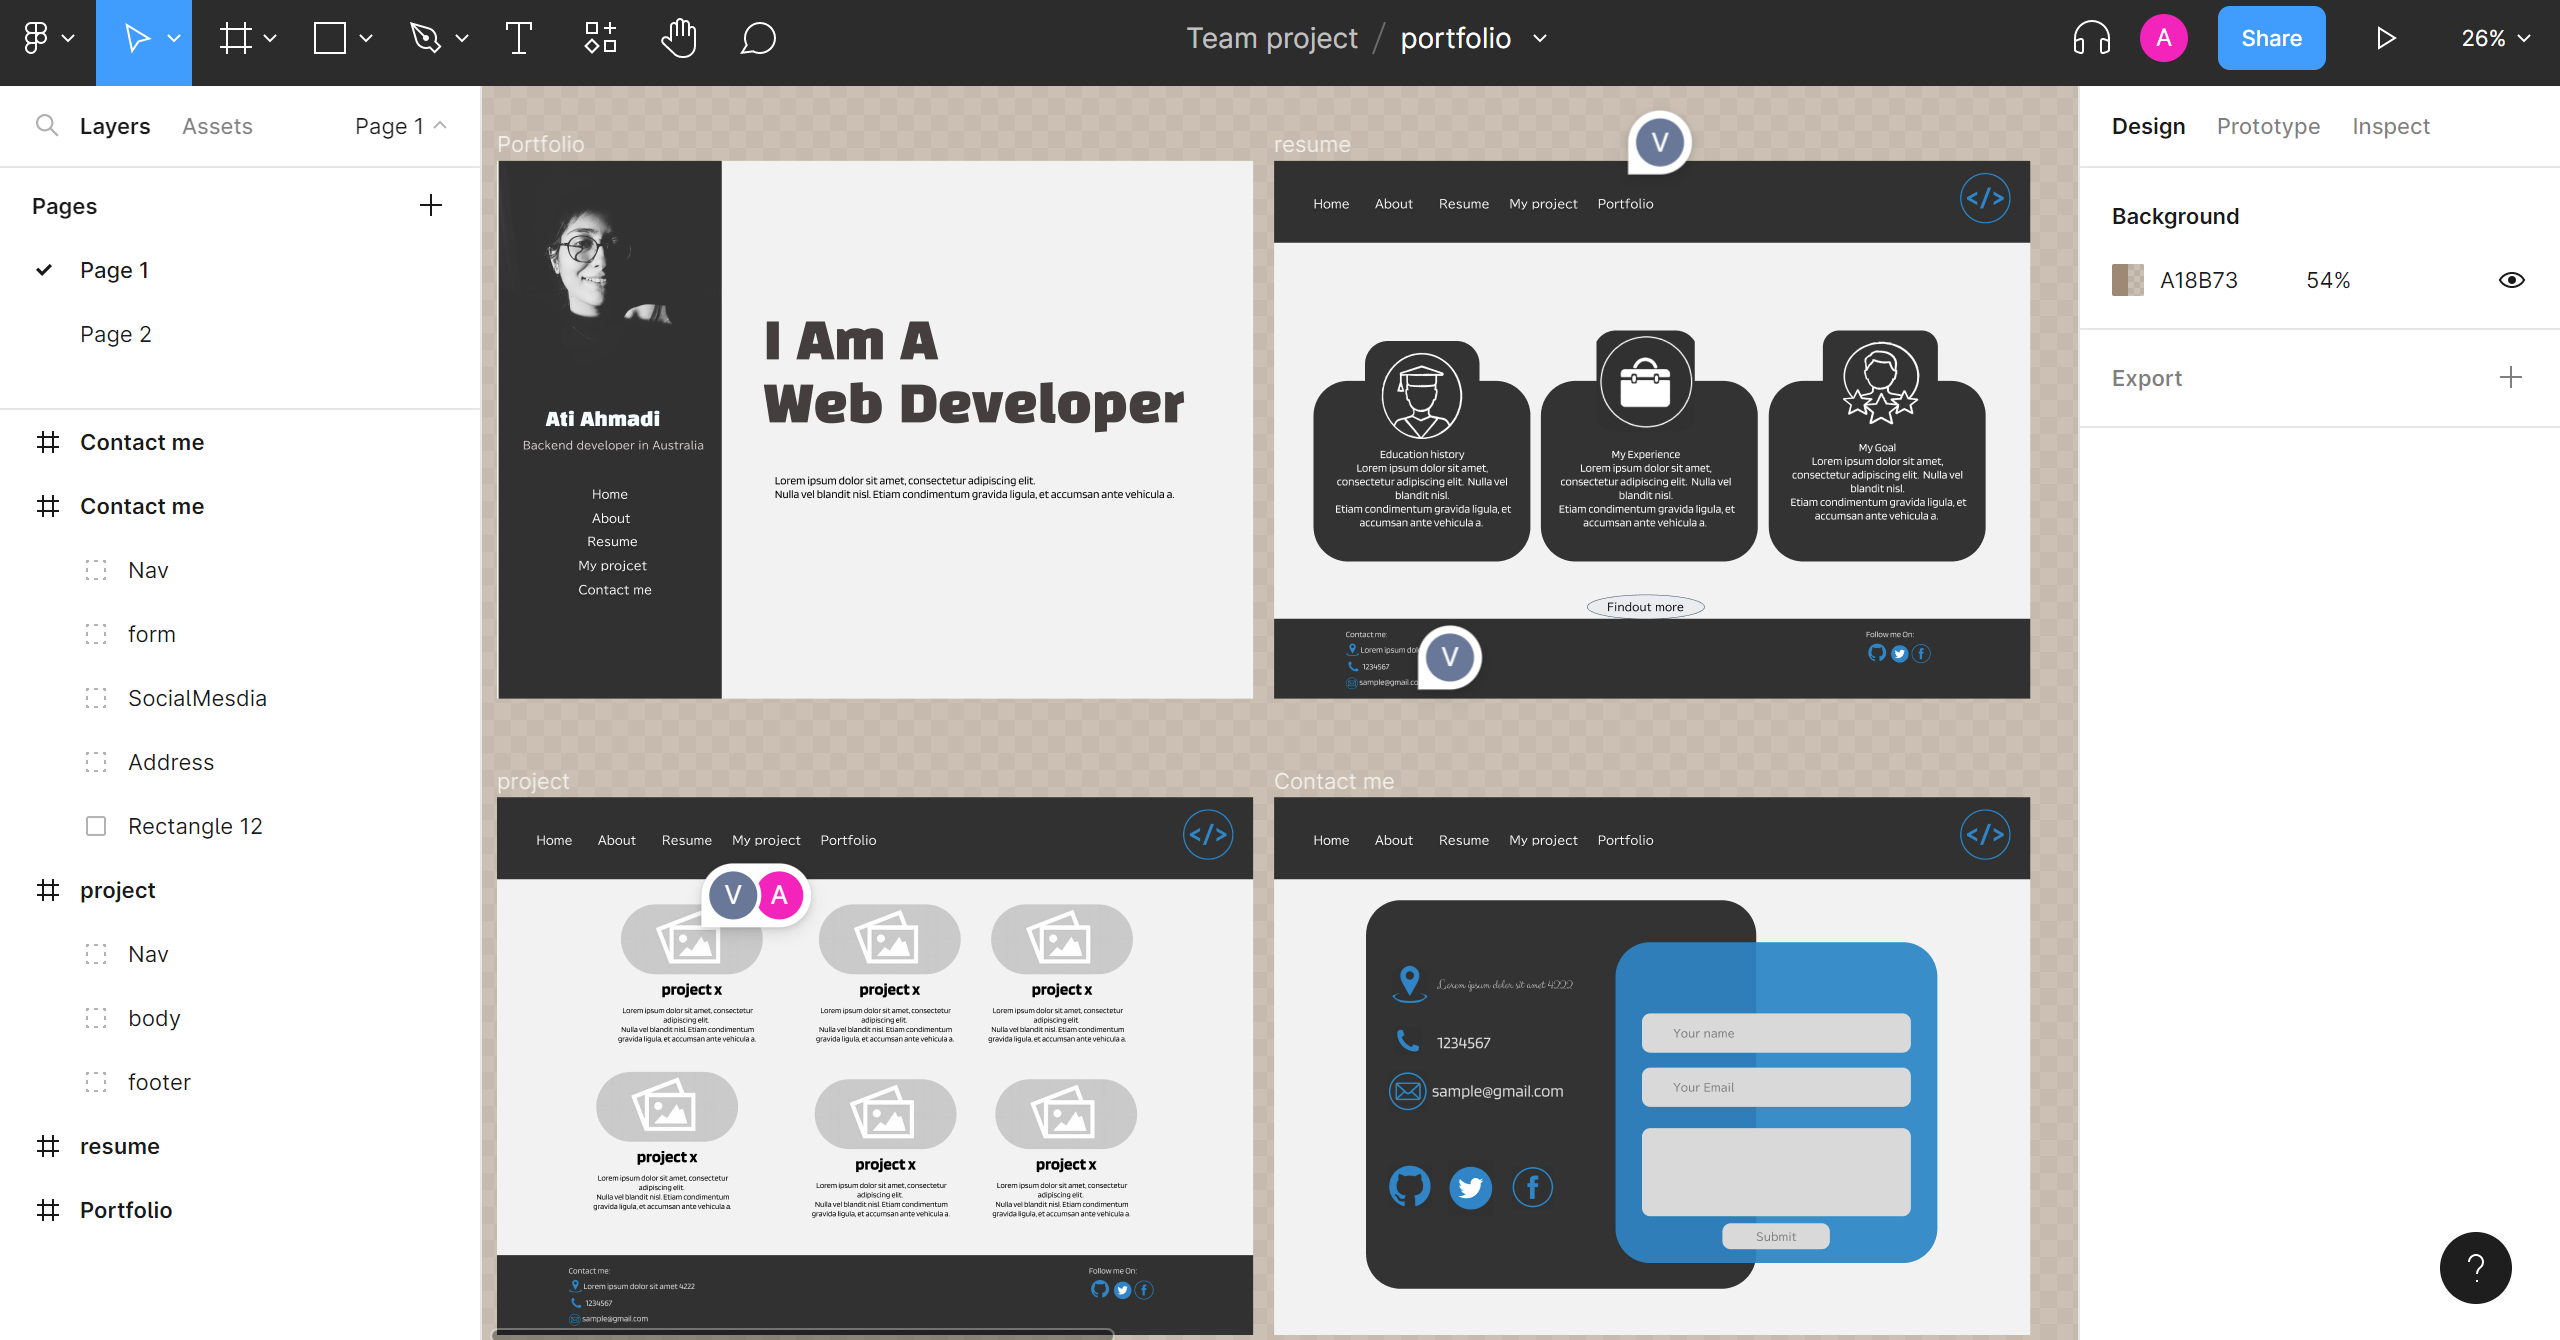 Team project / portfolio
A
Share
26%
Layers
Assets
Page 1
Pages
Page 1
Page 2
Contact me
Contact me
Nav
form
SocialMesdia
Address
Rectangle 12
project
Nav
body
footer
resume
Portfolio
Portfolio
Ati Ahmadi
Backend developer in Australia
Home
About
Resume
My projcet
Contact me
I Am A
Web Developer
Lorem ipsum dolor sit amet, consectetur adipiscing elit.
Nulla vel blandit nisl. Etiam condimentum gravida ligula, et accumsan ante vehicula a.
resume
V
Home About Resume My project Portfolio
</>
Education history
Lorem ipsum dolor sit amet,
consectetur adipiscing elit. Nulla vel
blandit nisl.
Etiam condimentum gravida ligula, et
accumsan ante vehicula a.
My Experience
Lorem ipsum dolor sit amet,
consectetur adipiscing elit. Nulla vel
blandit nisl.
Etiam condimentum gravida ligula, et
accumsan ante vehicula a.
My Goal
Lorem ipsum dolor sit amet,
consectetur adipiscing elit. Nulla vel
blandit nisl.
Etiam condimentum gravida ligula, et
accumsan ante vehicula a.
Findout more
Contact me:
Lorem ipsum dol
1234567
sample@gmail.co
V
Follow me On:
project
Home About Resume My project Portfolio
</>
V A
project x
Lorem ipsum dolor sit amet, consectetur
adipiscing elit.
Nulla vel blandit nisl. Etiam condimentum
gravida ligula, et accumsan ante vehicula a.
project x
Lorem ipsum dolor sit amet, consectetur
adipiscing elit.
Nulla vel blandit nisl. Etiam condimentum
gravida ligula, et accumsan ante vehicula a.
project x
Lorem ipsum dolor sit amet, consectetur
adipiscing elit.
Nulla vel blandit nisl. Etiam condimentum
gravida ligula, et accumsan ante vehicula a.
project x
Lorem ipsum dolor sit amet, consectetur
adipiscing elit.
Nulla vel blandit nisl. Etiam condimentum
gravida ligula, et accumsan ante vehicula a.
project x
Lorem ipsum dolor sit amet, consectetur
adipiscing elit.
Nulla vel blandit nisl. Etiam condimentum
gravida ligula, et accumsan ante vehicula a.
project x
Lorem ipsum dolor sit amet, consectetur
adipiscing elit.
Nulla vel blandit nisl. Etiam condimentum
gravida ligula, et accumsan ante vehicula a.
Contact me:
Lorem ipsum dolor sit amet 4222
1234567
sample@gmail.com
Follow me On:
Contact me
Home About Resume My project Portfolio
</>
Lorem ipsum dolor sit amet 4222
1234567
sample@gmail.com
Your name
Your Email
Submit
Design
Prototype
Inspect
Background
A18B73
54%
Export
?